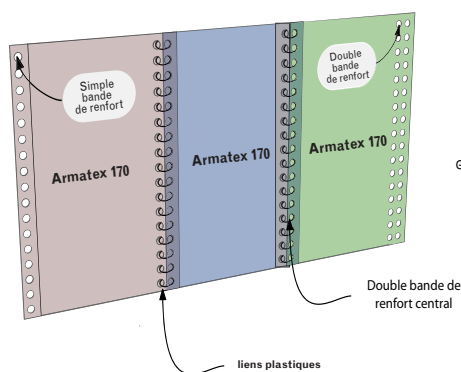 Simple
bande
de renfort
Double
bande
de renfort
Armatex 170
Armatex 170
Armatex 170
G
Double bande de
renfort central
liens plastiques